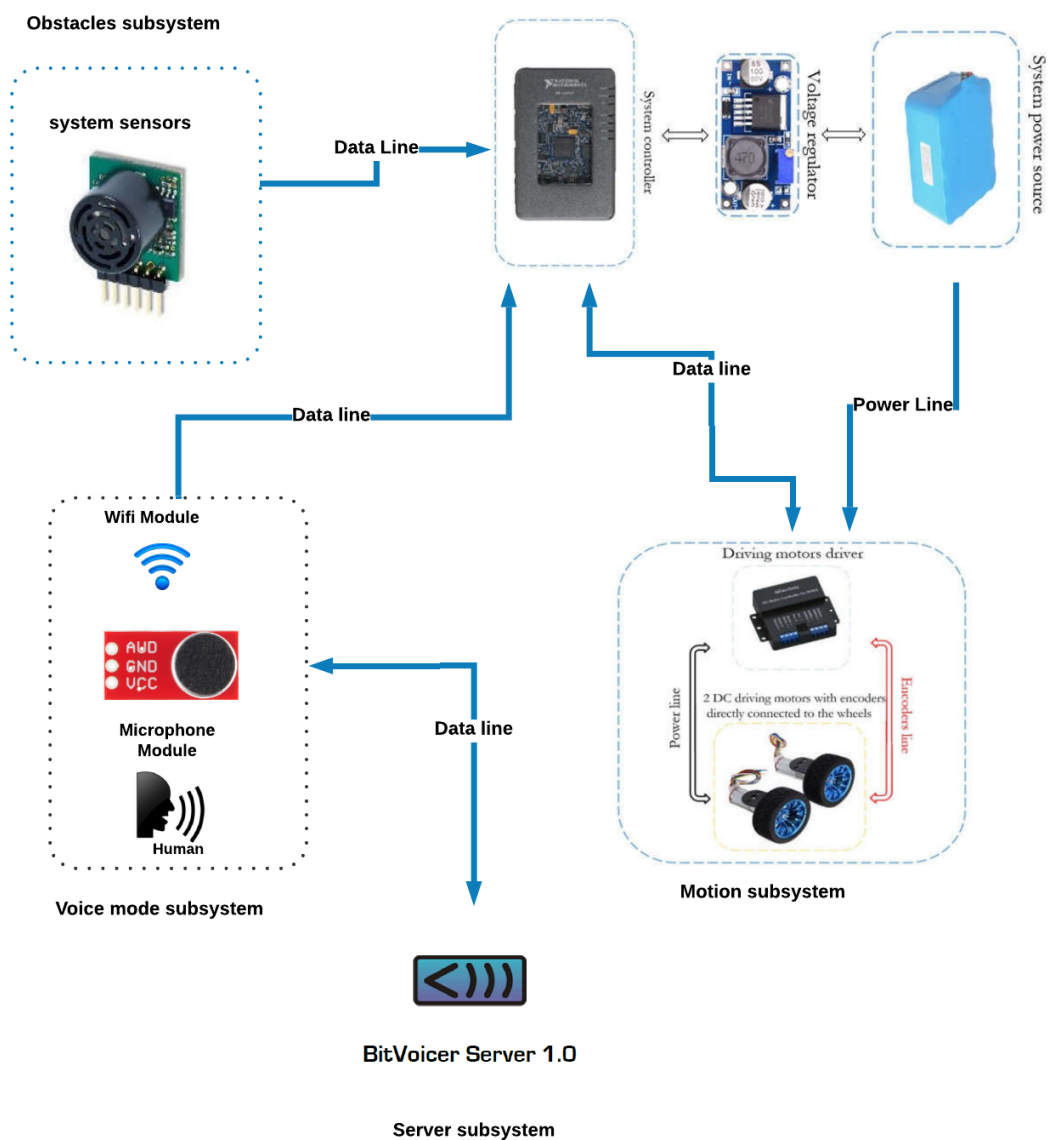 Obstacles subsystem
system sensors
Data Line
NATIONAL
INSTRUMENTS
System controller
470
Voltage regulator
System power source
Data line
Data line
Power Line
Wifi Module
AUD
GND
VCC
Microphone
Module
Human
Voice mode subsystem
Data line
Driving motors driver
Power line
2 DC driving motors with encoders
directly connected to the wheels
Encoders line
Motion subsystem
BitVoicer Server 1.0
Server subsystem